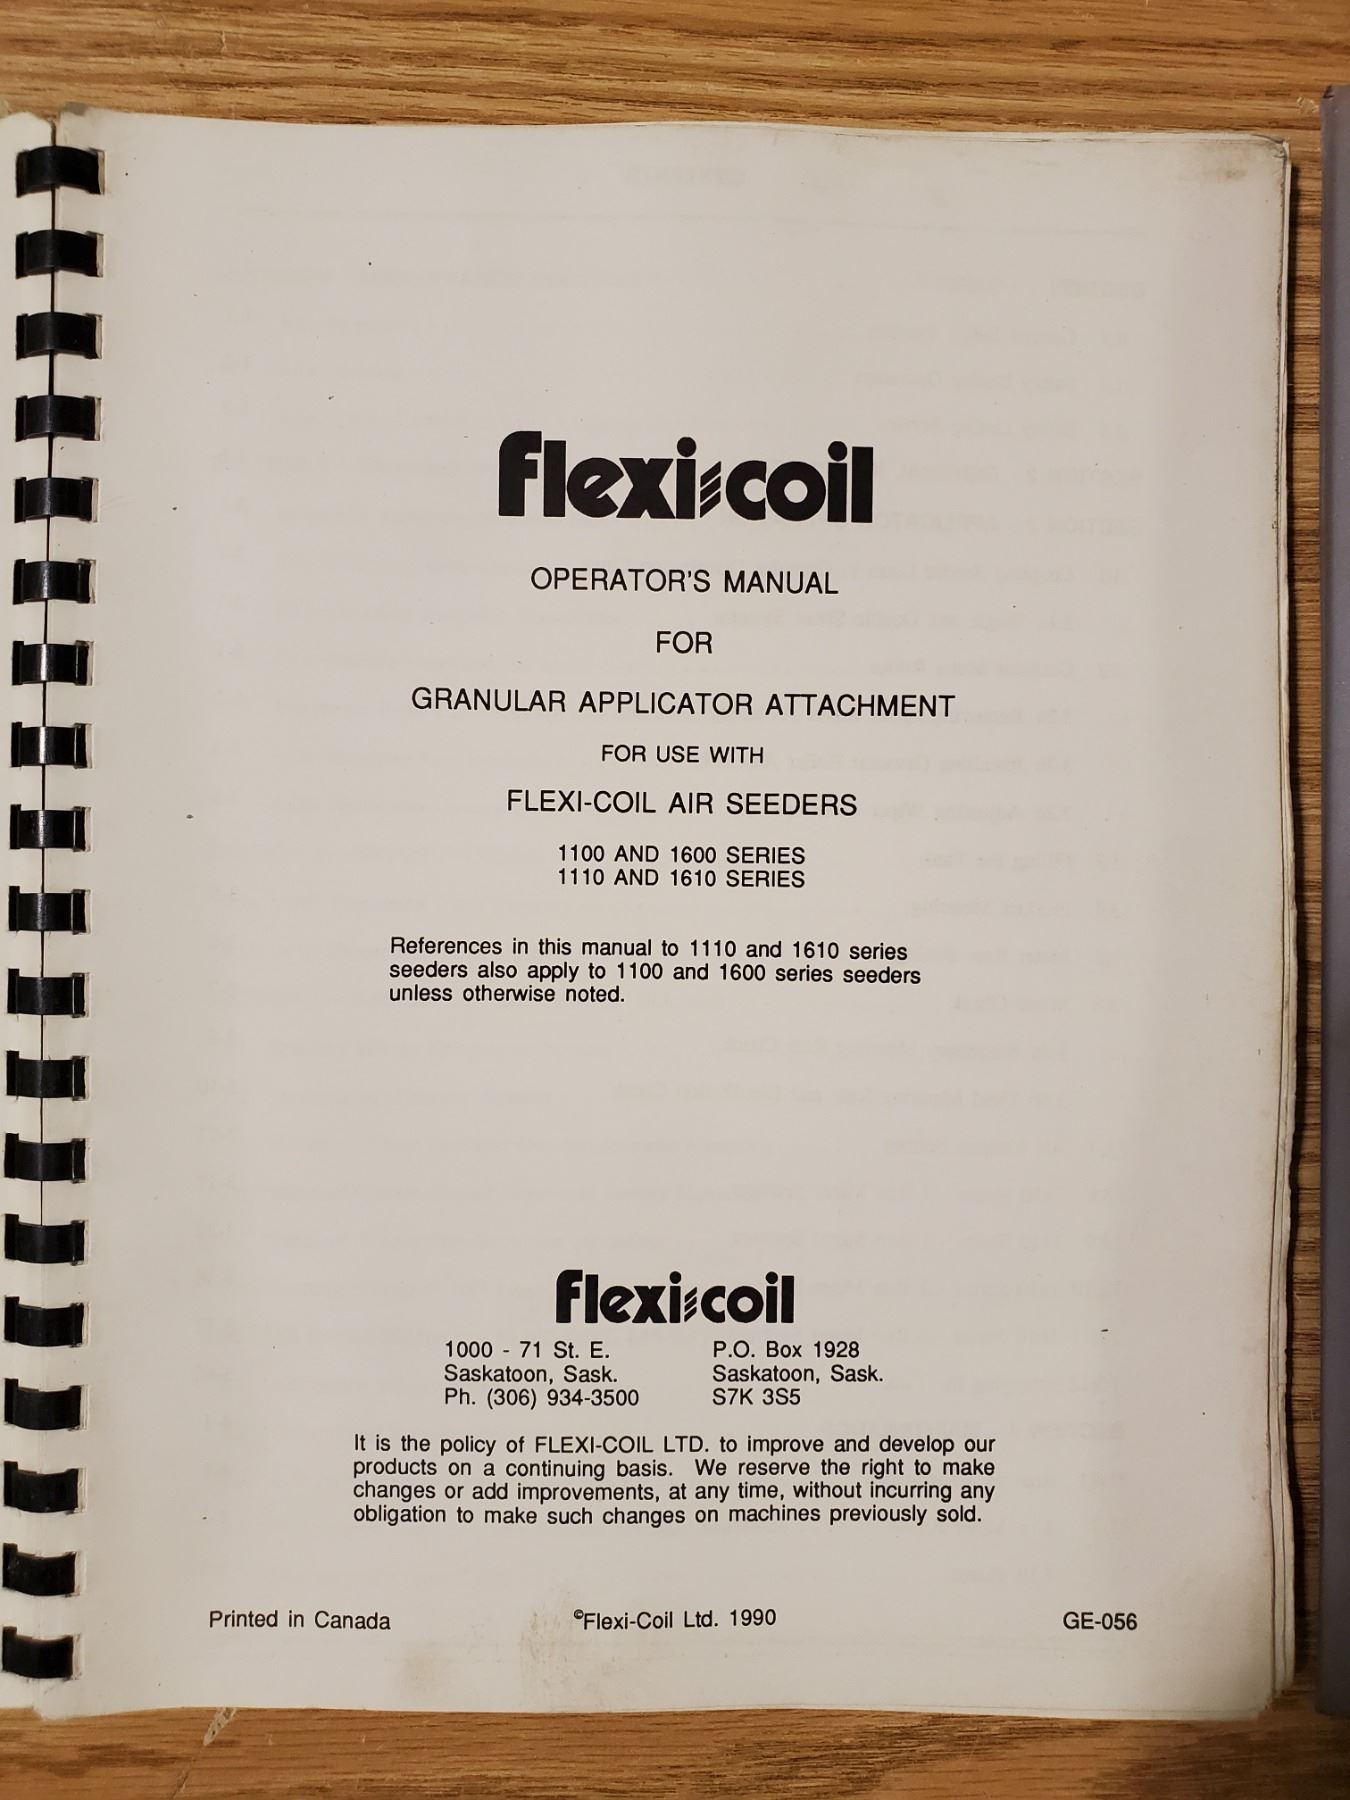 flexi-coil
OPERATOR'S MANUAL
FOR
GRANULAR APPLICATOR ATTACHMENT
FOR USE WITH
FLEXI-COIL AIR SEEDERS
1100 AND 1600 SERIES
1110 AND 1610 SERIES
References in this manual to 1110 and 1610 series
seeders also apply to 1100 and 1600 series seeders
unless otherwise noted.
flexi-coil
1000 - 71 St. E.
Saskatoon, Sask.
Ph. (306) 934-3500
P.O. Box 1928
Saskatoon, Sask.
S7K 3S5
It is the policy of FLEXI-COIL LTD. to improve and develop our
products on a continuing basis. We reserve the right to make
changes or add improvements, at any time, without incurring any
obligation to make such changes on machines previously sold.
Printed in Canada
©Flexi-Coil Ltd. 1990
GE-056